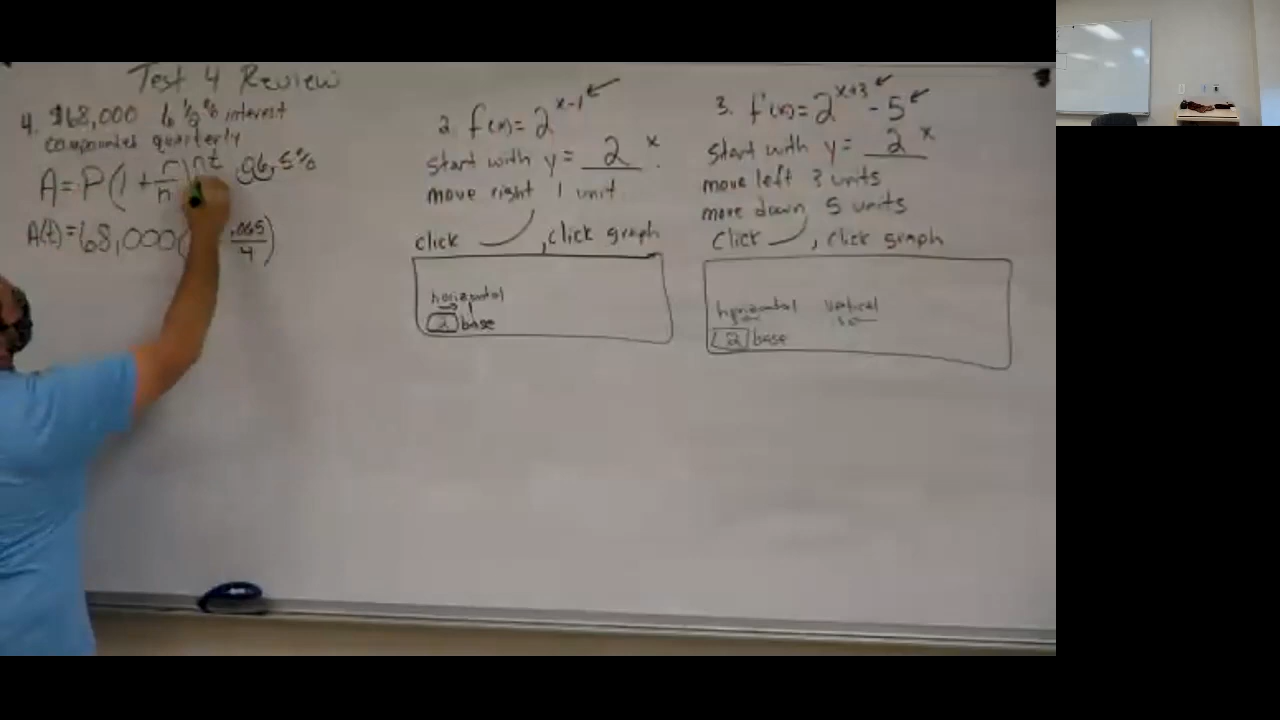 Test 4 Review
4. $68,000 6 ½% interest
compounded quarterly
A = P(1 + r/n)^nt .06.5%
A(t) = 68,000( .065/4)
2. f(x) = 2^x-1
start with y = 2^x.
move right 1 unit
click , click graph
horizontal
2 base
3. f(x) = 2^x+3 - 5
start with y = 2^x
move left 3 units
move down 5 units
Click , click graph
horizontal vertical
2 base